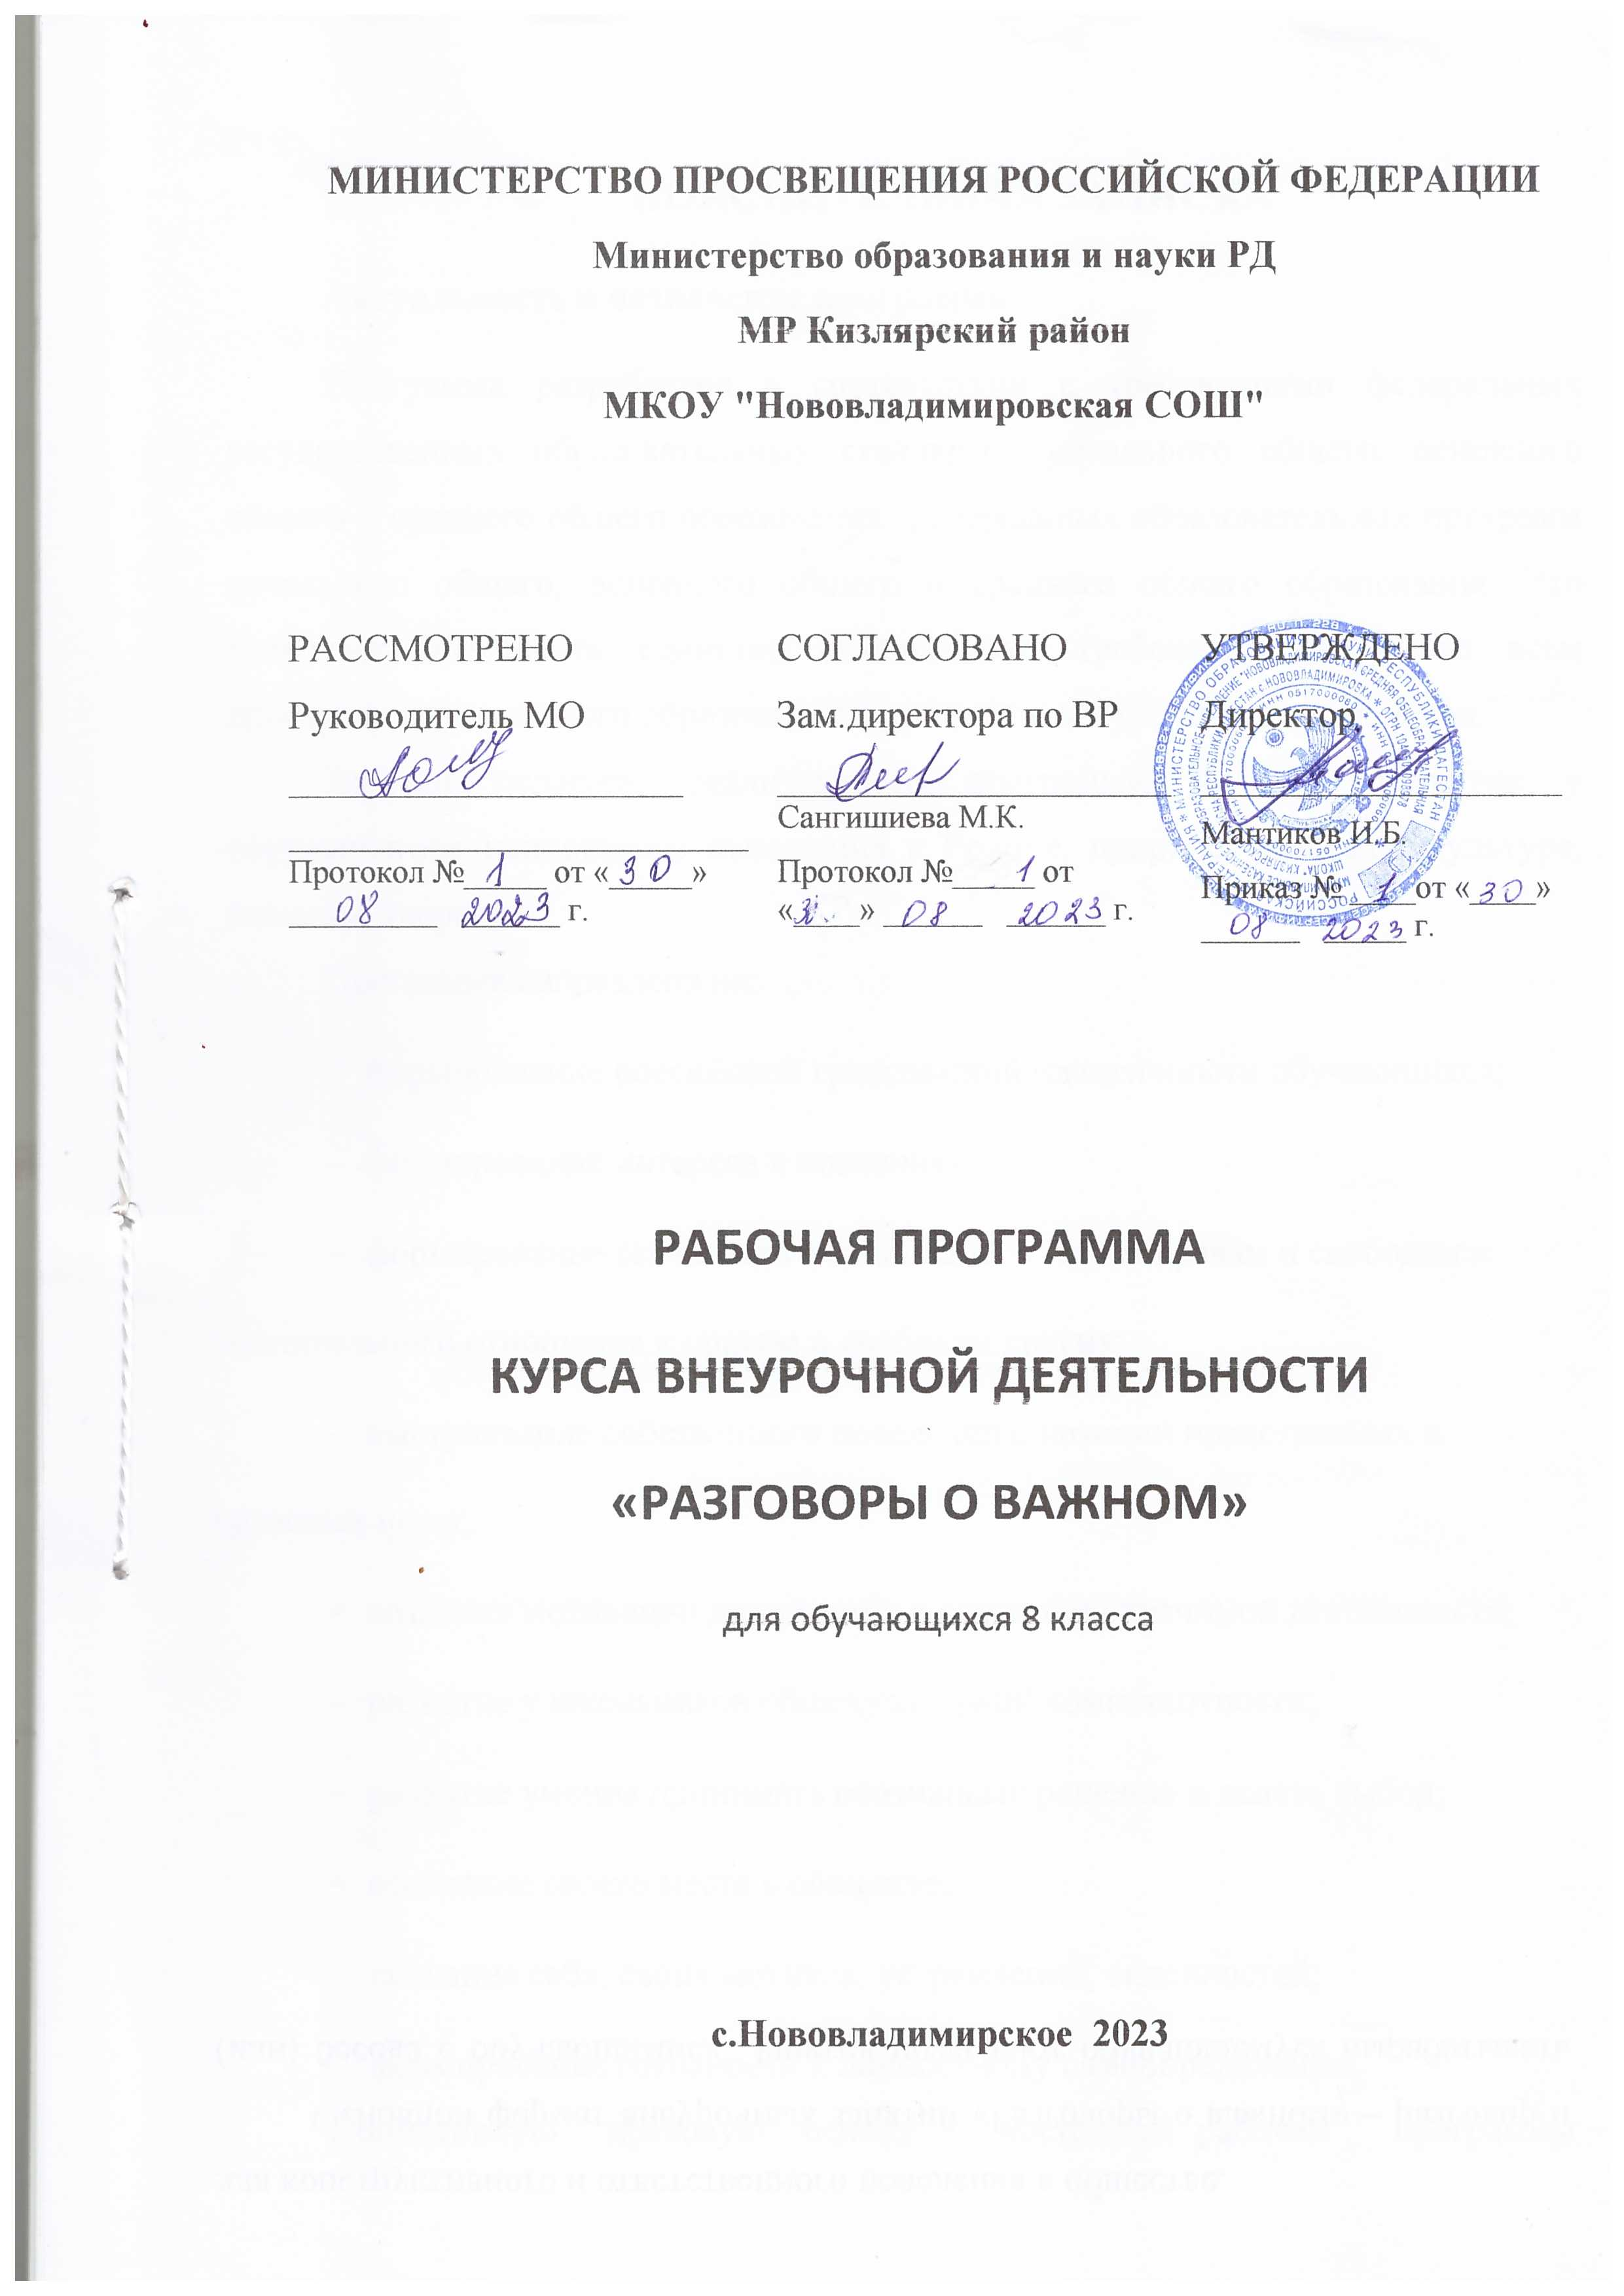 МИНИСТЕРСТВО ПРОСВЕЩЕНИЯ РОССИЙСКОЙ ФЕДЕРАЦИИ
Министерство образования и науки РД
МР Кизлярский район
МКОУ "Нововладимировская СОШ"
РАССМОТРЕНО
Руководитель МО
Протокол № 1 от «30»
08 2023 г.
СОГЛАСОВАНО
Зам.директора по ВР
Сангишиева М.К.
Протокол № 1 от
« » 08 2023 г.
УТВЕРЖДЕНО
Директор
Мантиков И.Б.
Приказ № 1 от «30»
08 2023 г.
РАБОЧАЯ ПРОГРАММА
КУРСА ВНЕУРОЧНОЙ ДЕЯТЕЛЬНОСТИ
«РАЗГОВОРЫ О ВАЖНОМ»
для обучающихся 8 класса
с.Нововладимирское 2023